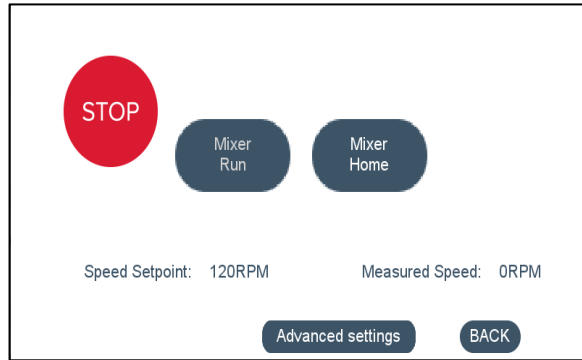 STOP
Mixer
Run
Mixer
Home
Speed Setpoint: 120RPM
Measured Speed: 0RPM
Advanced settings
BACK